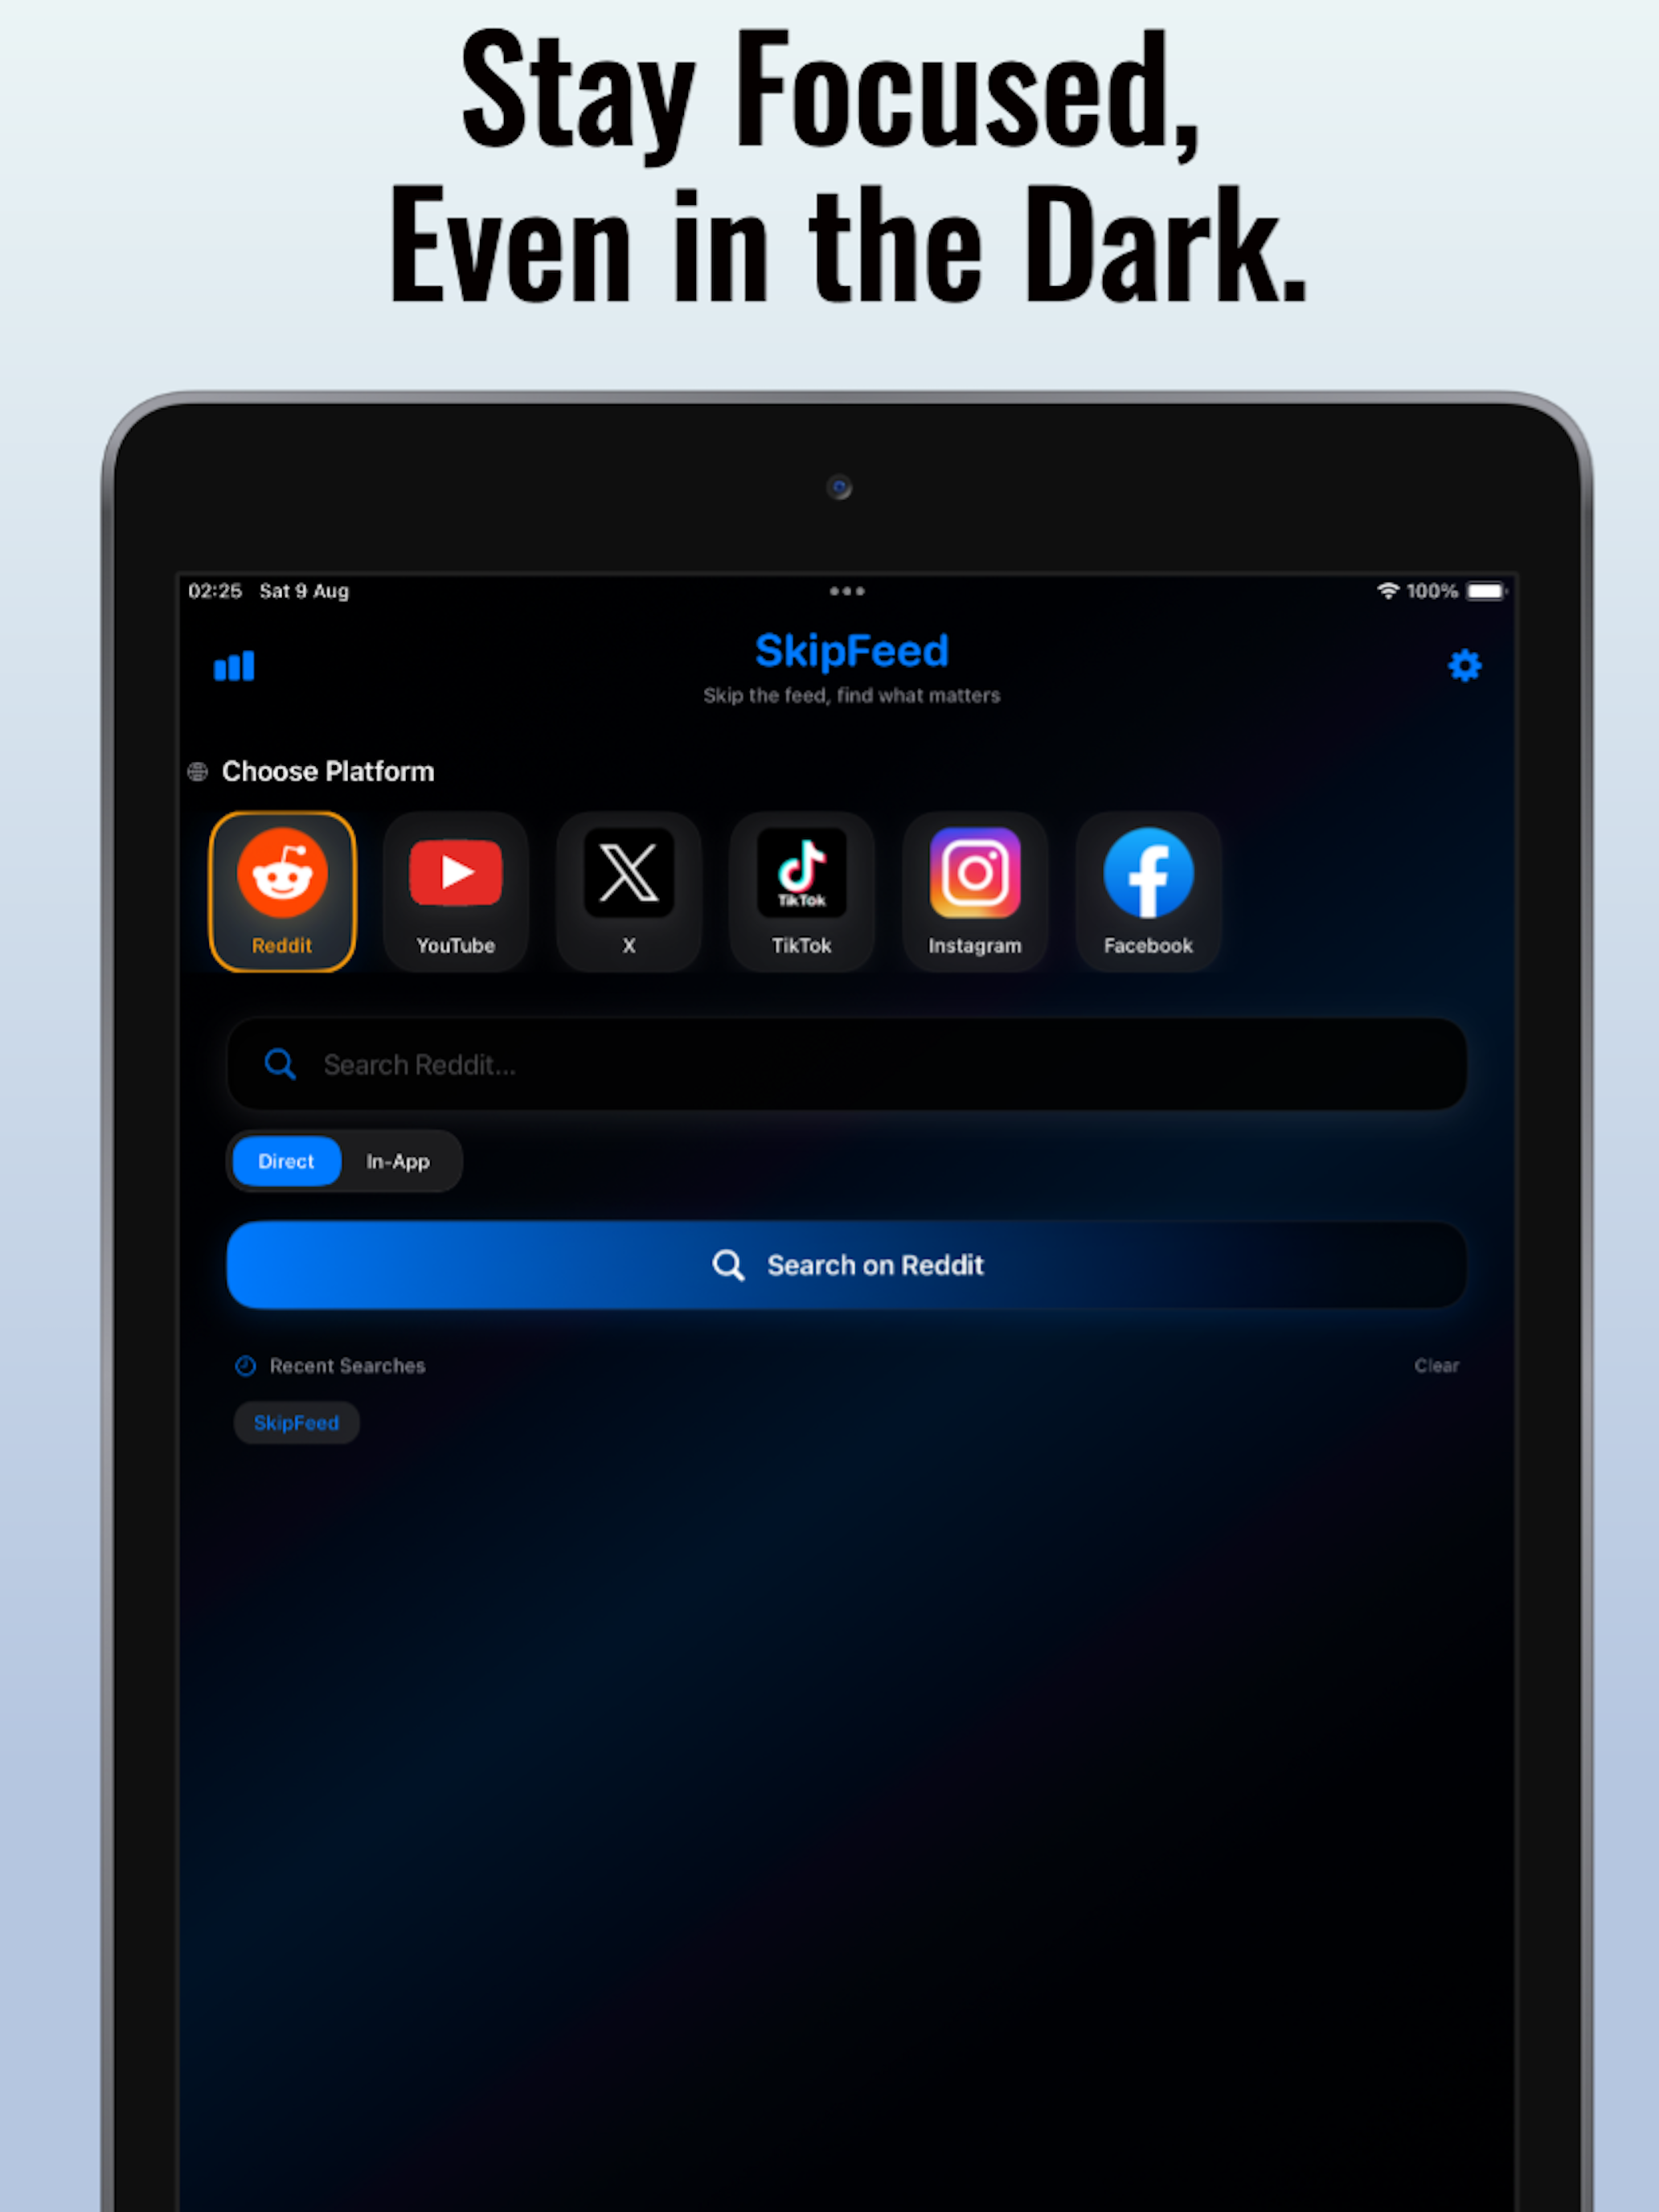 Stay Focused,
Even in the Dark.
02:25 Sat 9 Aug
100%
SkipFeed
Skip the feed, find what matters
Choose Platform
TikTok
Reddit YouTube X TikTok Instagram Facebook
Search Reddit...
Direct In-App
Search on Reddit
Recent Searches Clear
SkipFeed